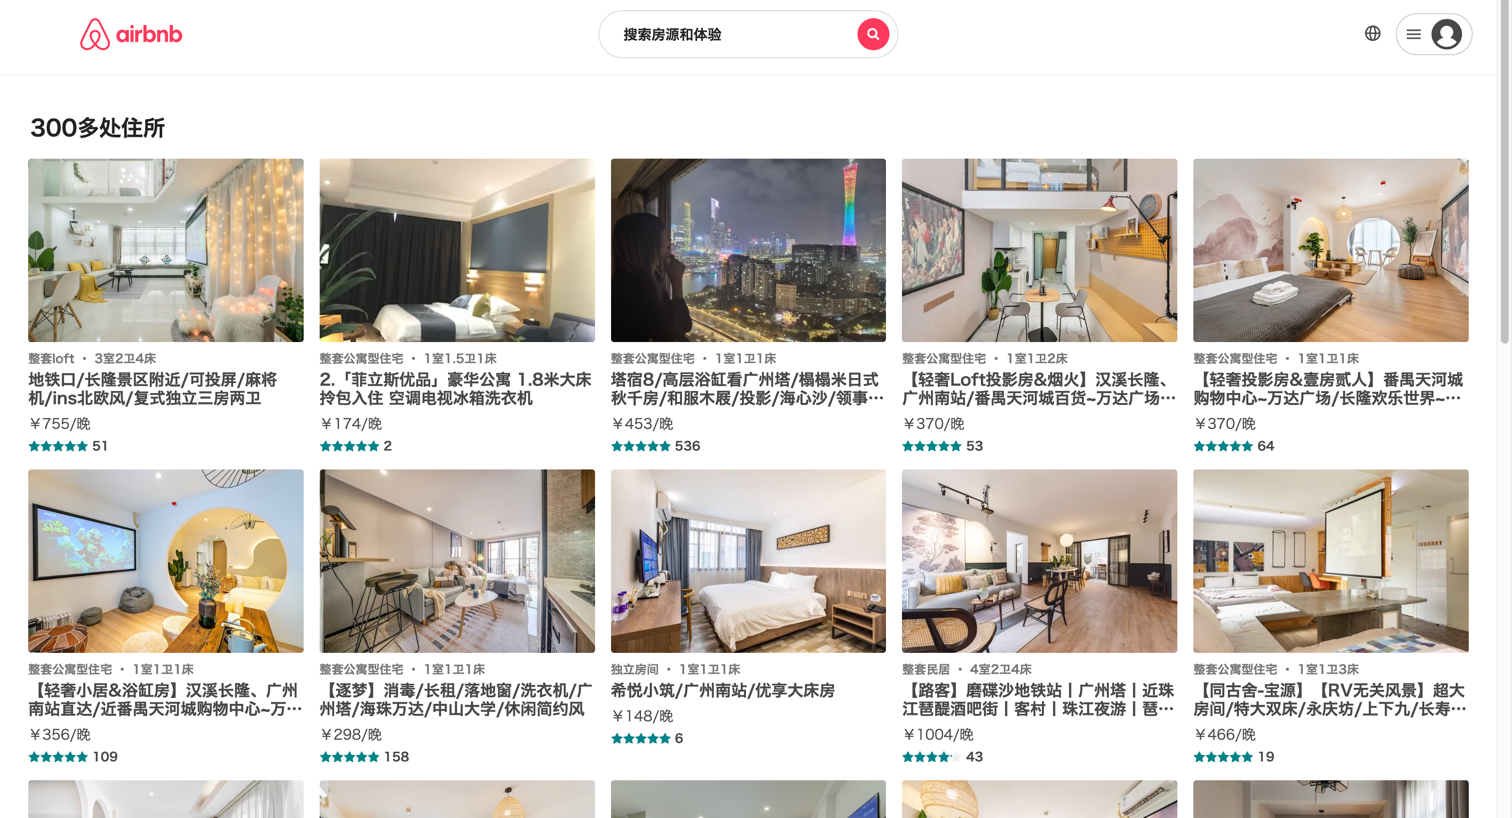 airbnb
搜索房源和体验
300多处住所
整套loft · 3室2卫4床
地铁口/长隆景区附近/可投屏/麻将
机/ins北欧风/复式独立三房两卫
￥755/晚
51
整套公寓型住宅 · 1室1.5卫1床
2.「菲立斯优品」豪华公寓 1.8米大床
拎包入住 空调电视冰箱洗衣机
￥174/晚
2
整套公寓型住宅 · 1室1卫1床
塔宿8/高层浴缸看广州塔/榻榻米日式
秋千房/和服木展/投影/海心沙/领事…
￥453/晚
536
整套公寓型住宅 · 1室1卫2床
【轻奢Loft投影房&烟火】汉溪长隆、
广州南站/番禺天河城百货~万达广场…
￥370/晚
53
整套公寓型住宅 · 1室1卫1床
【轻奢投影房&壹房贰人】番禺天河城
购物中心~万达广场/长隆欢乐世界~…
￥370/晚
64
整套公寓型住宅 · 1室1卫1床
【轻奢小居&浴缸房】汉溪长隆、广州
南站直达/近番禺天河城购物中心~万…
￥356/晚
109
整套公寓型住宅 · 1室1卫1床
【逐梦】消毒/长租/落地窗/洗衣机/广
州塔/海珠万达/中山大学/休闲简约风
￥298/晚
158
独立房间 · 1室1卫1床
希悦小筑/广州南站/优享大床房
￥148/晚
6
整套民居 · 4室2卫4床
【路客】磨碟沙地铁站丨广州塔丨近珠
江琶醍酒吧街丨客村丨珠江夜游丨琶…
￥1004/晚
43
整套公寓型住宅 · 1室1卫3床
【同古舍-宝源】【RV无关风景】超大
房间/特大双床/永庆坊/上下九/长寿…
￥466/晚
19